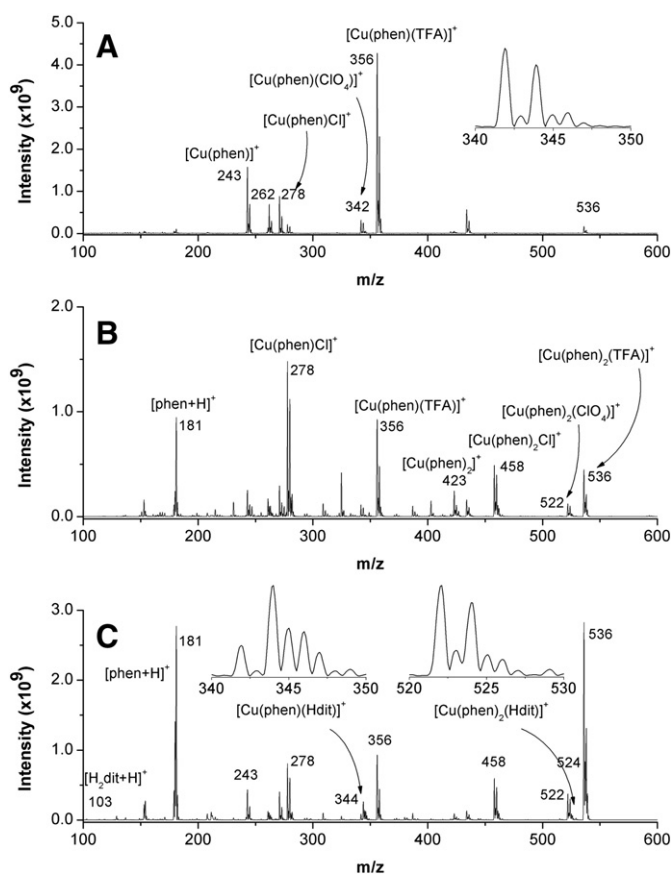 A
Intensity (x10⁹)
5.0
4.0
3.0
2.0
1.0
0.0
[Cu(phen)(TFA)]⁺
356
[Cu(phen)(ClO₄)]⁺
[Cu(phen)Cl]⁺
[Cu(phen)]⁺
243
262
278
342
536
340 345 350
100 200 300 400 500 600
m/z
B
Intensity (x10⁹)
2.0
1.0
0.0
[Cu(phen)Cl]⁺
278
[Cu(phen)₂(TFA)]⁺
[phen+H]⁺
181
[Cu(phen)(TFA)]⁺
356
[Cu(phen)₂(ClO₄)]⁺
[Cu(phen)₂Cl]⁺
[Cu(phen)₂]⁺
423
458
522
536
100 200 300 400 500 600
m/z
C
Intensity (x10⁹)
3.0
2.0
1.0
0.0
181
536
[phen+H]⁺
340 345 350
520 525 530
[Cu(phen)(Hdit)]⁺
[Cu(phen)₂(Hdit)]⁺
[H₂dit+H]⁺
103
243
278
344
356
458
522
524
100 200 300 400 500 600
m/z